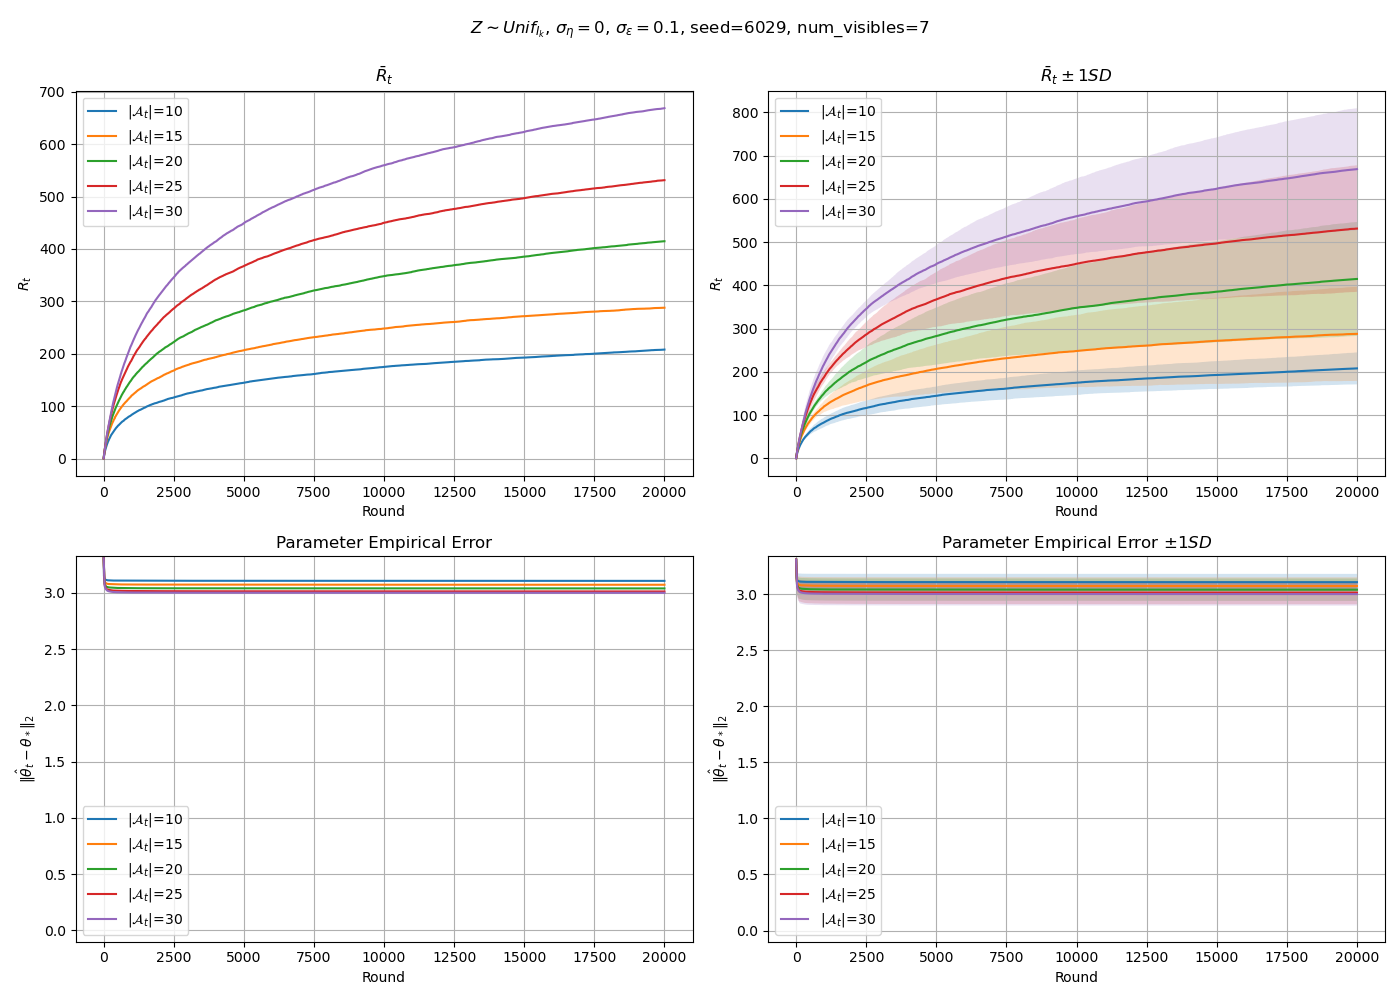 Z ∼ Unif_{I_k}, σ_η = 0, σ_ε = 0.1, seed=6029, num_visibles=7
R̄_t
700
600
500
400
300
200
100
0
R_t
|𝒜_t|=10
|𝒜_t|=15
|𝒜_t|=20
|𝒜_t|=25
|𝒜_t|=30
0 2500 5000 7500 10000 12500 15000 17500 20000
Round
R̄_t ± 1SD
800
700
600
500
400
300
200
100
0
R_t
|𝒜_t|=10
|𝒜_t|=15
|𝒜_t|=20
|𝒜_t|=25
|𝒜_t|=30
0 2500 5000 7500 10000 12500 15000 17500 20000
Round
Parameter Empirical Error
3.0
2.5
2.0
1.5
1.0
0.5
0.0
‖θ̂_t − θ_*‖_2
|𝒜_t|=10
|𝒜_t|=15
|𝒜_t|=20
|𝒜_t|=25
|𝒜_t|=30
0 2500 5000 7500 10000 12500 15000 17500 20000
Round
Parameter Empirical Error ±1SD
3.0
2.5
2.0
1.5
1.0
0.5
0.0
‖θ̂_t − θ_*‖_2
|𝒜_t|=10
|𝒜_t|=15
|𝒜_t|=20
|𝒜_t|=25
|𝒜_t|=30
0 2500 5000 7500 10000 12500 15000 17500 20000
Round